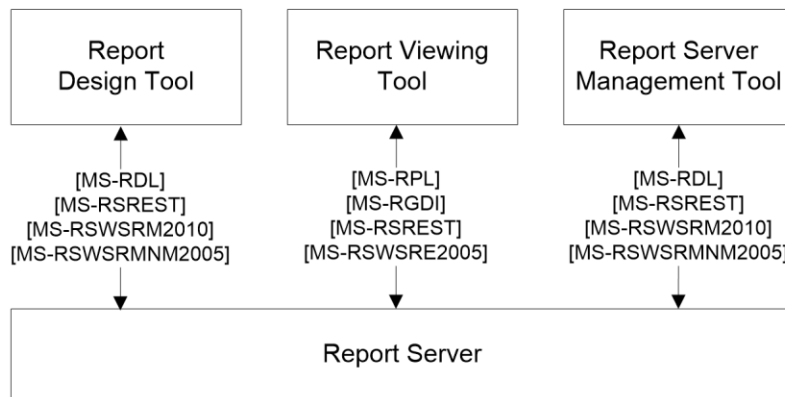 Report
Design Tool
Report Viewing
Tool
Report Server
Management Tool
[MS-RDL]
[MS-RSREST]
[MS-RSWSRM2010]
[MS-RSWSRMNM2005]
[MS-RPL]
[MS-RGDI]
[MS-RSREST]
[MS-RSWSRE2005]
[MS-RDL]
[MS-RSREST]
[MS-RSWSRM2010]
[MS-RSWSRMNM2005]
Report Server